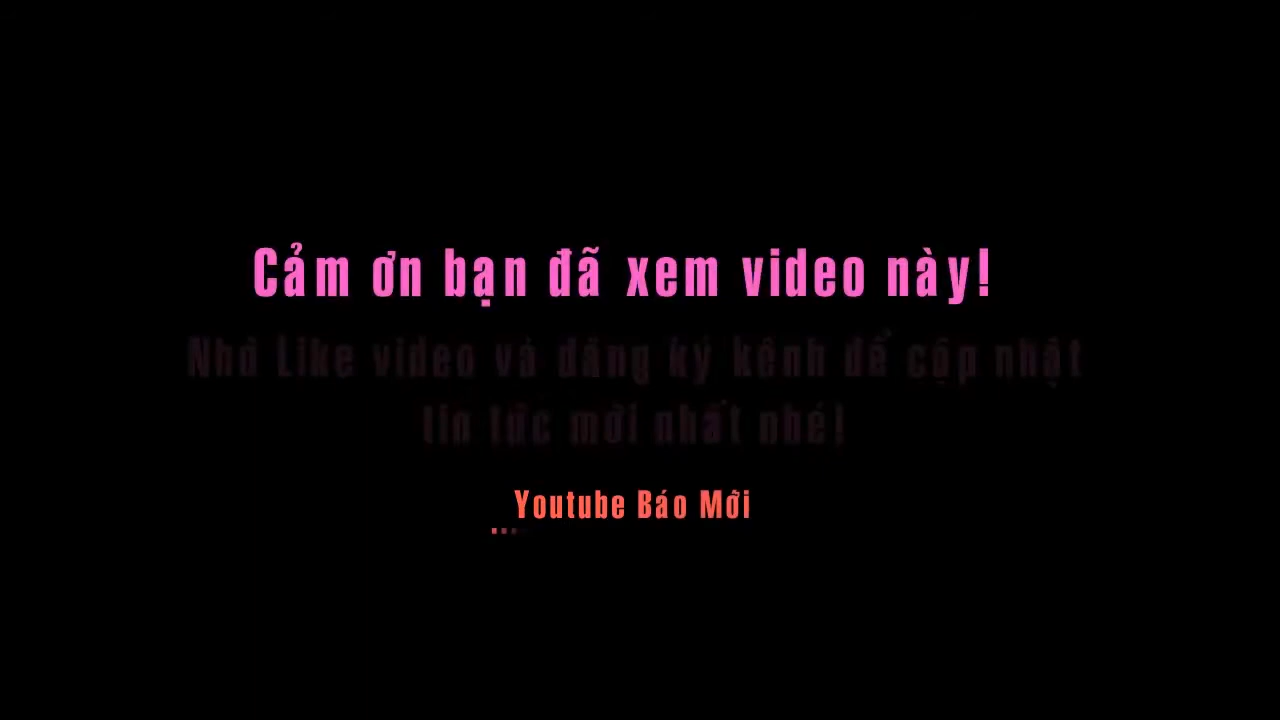 Cảm ơn bạn đã xem video này!
Nhớ Like video và đăng ký kênh để cập nhật
tin tức mới nhất nhé!
Youtube Báo Mới
...